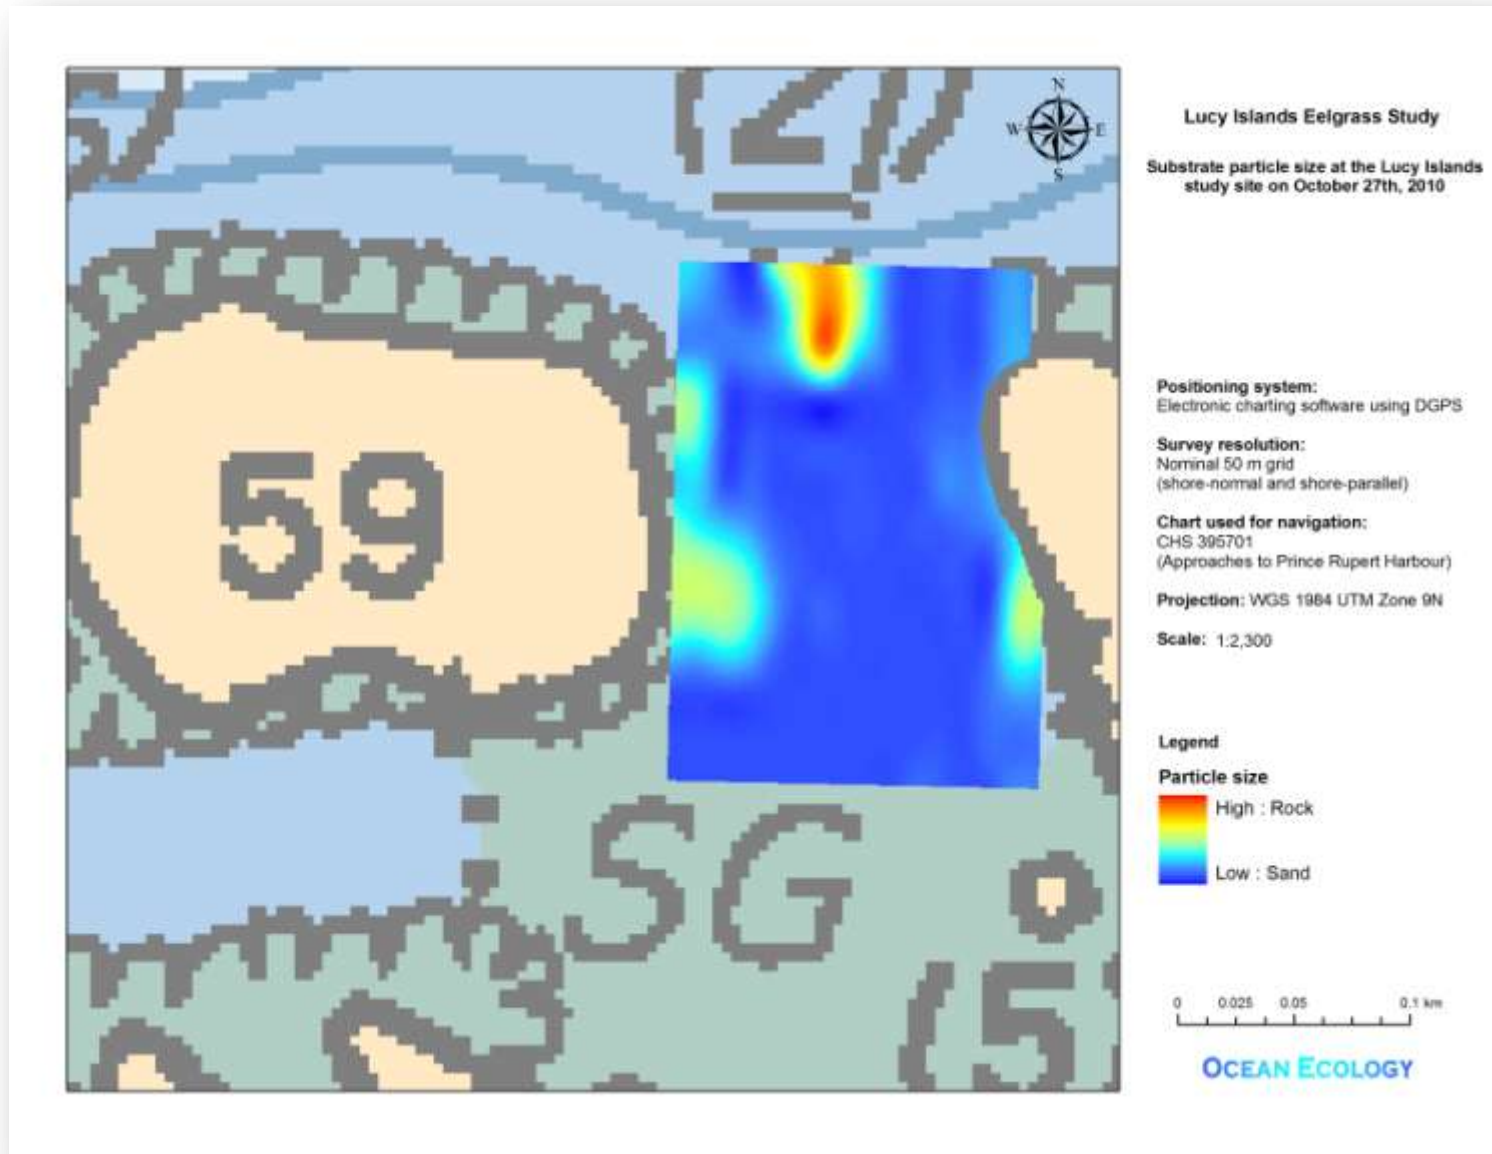 (2)
N
W E
S
Lucy Islands Eelgrass Study
Substrate particle size at the Lucy Islands
study site on October 27th, 2010
59
Positioning system:
Electronic charting software using DGPS
Survey resolution:
Nominal 50 m grid
(shore-normal and shore-parallel)
Chart used for navigation:
CHS 395701
(Approaches to Prince Rupert Harbour)
Projection: WGS 1984 UTM Zone 9N
Scale: 1:2,300
Legend
Particle size
High : Rock
Low : Sand
SG
(5
0 0.025 0.05 0.1 km
OCEAN ECOLOGY